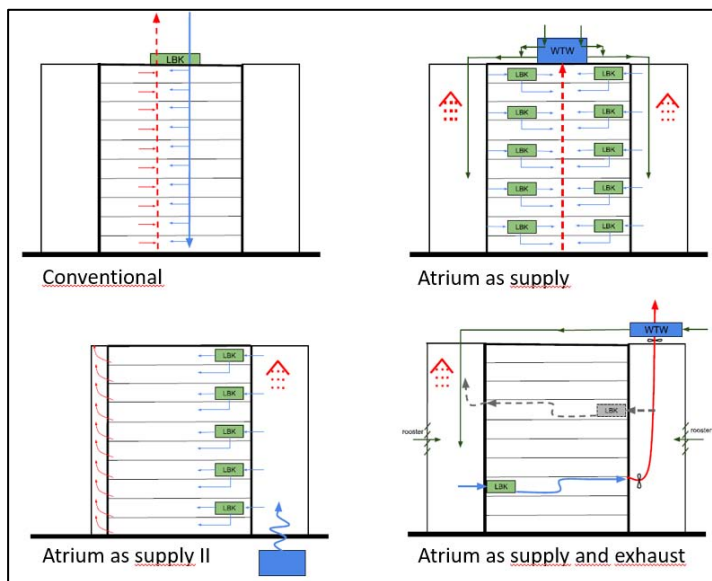 LBK
Conventional
WTW
LBK
LBK
LBK
LBK
LBK
LBK
LBK
LBK
LBK
LBK
Atrium as supply
LBK
LBK
LBK
LBK
LBK
Atrium as supply II
WTW
LBK
rooster
rooster
LBK
Atrium as supply and exhaust